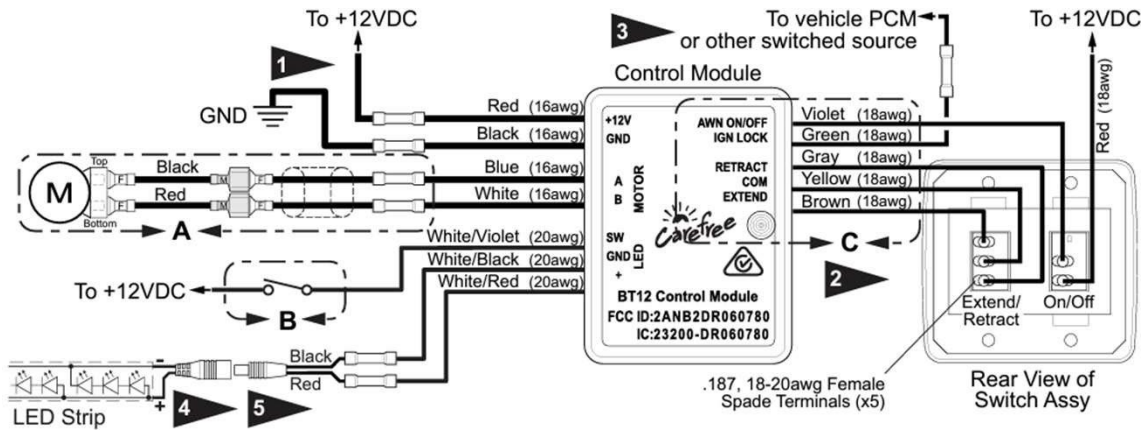 To +12VDC
1
GND
Red (16awg)
Black (16awg)
Blue (16awg)
White (16awg)
M
Top
Bottom
Black
Red
F
F
M
M
F
F
A
White/Violet (20awg)
White/Black (20awg)
White/Red (20awg)
To +12VDC
B
Black
Red
-
+
4
5
LED Strip
3
To vehicle PCM
or other switched source
Control Module
+12V
GND
A
B
MOTOR
SW
GND
+
LED
AWN ON/OFF
IGN LOCK
RETRACT
COM
EXTEND
Carefree
BT12 Control Module
FCC ID:2ANB2DR060780
IC:23200-DR060780
Violet (18awg)
Green (18awg)
Gray (18awg)
Yellow (18awg)
Brown (18awg)
C
2
To +12VDC
Red (18awg)
Extend/
Retract
On/Off
.187, 18-20awg Female
Spade Terminals (x5)
Rear View of
Switch Assy